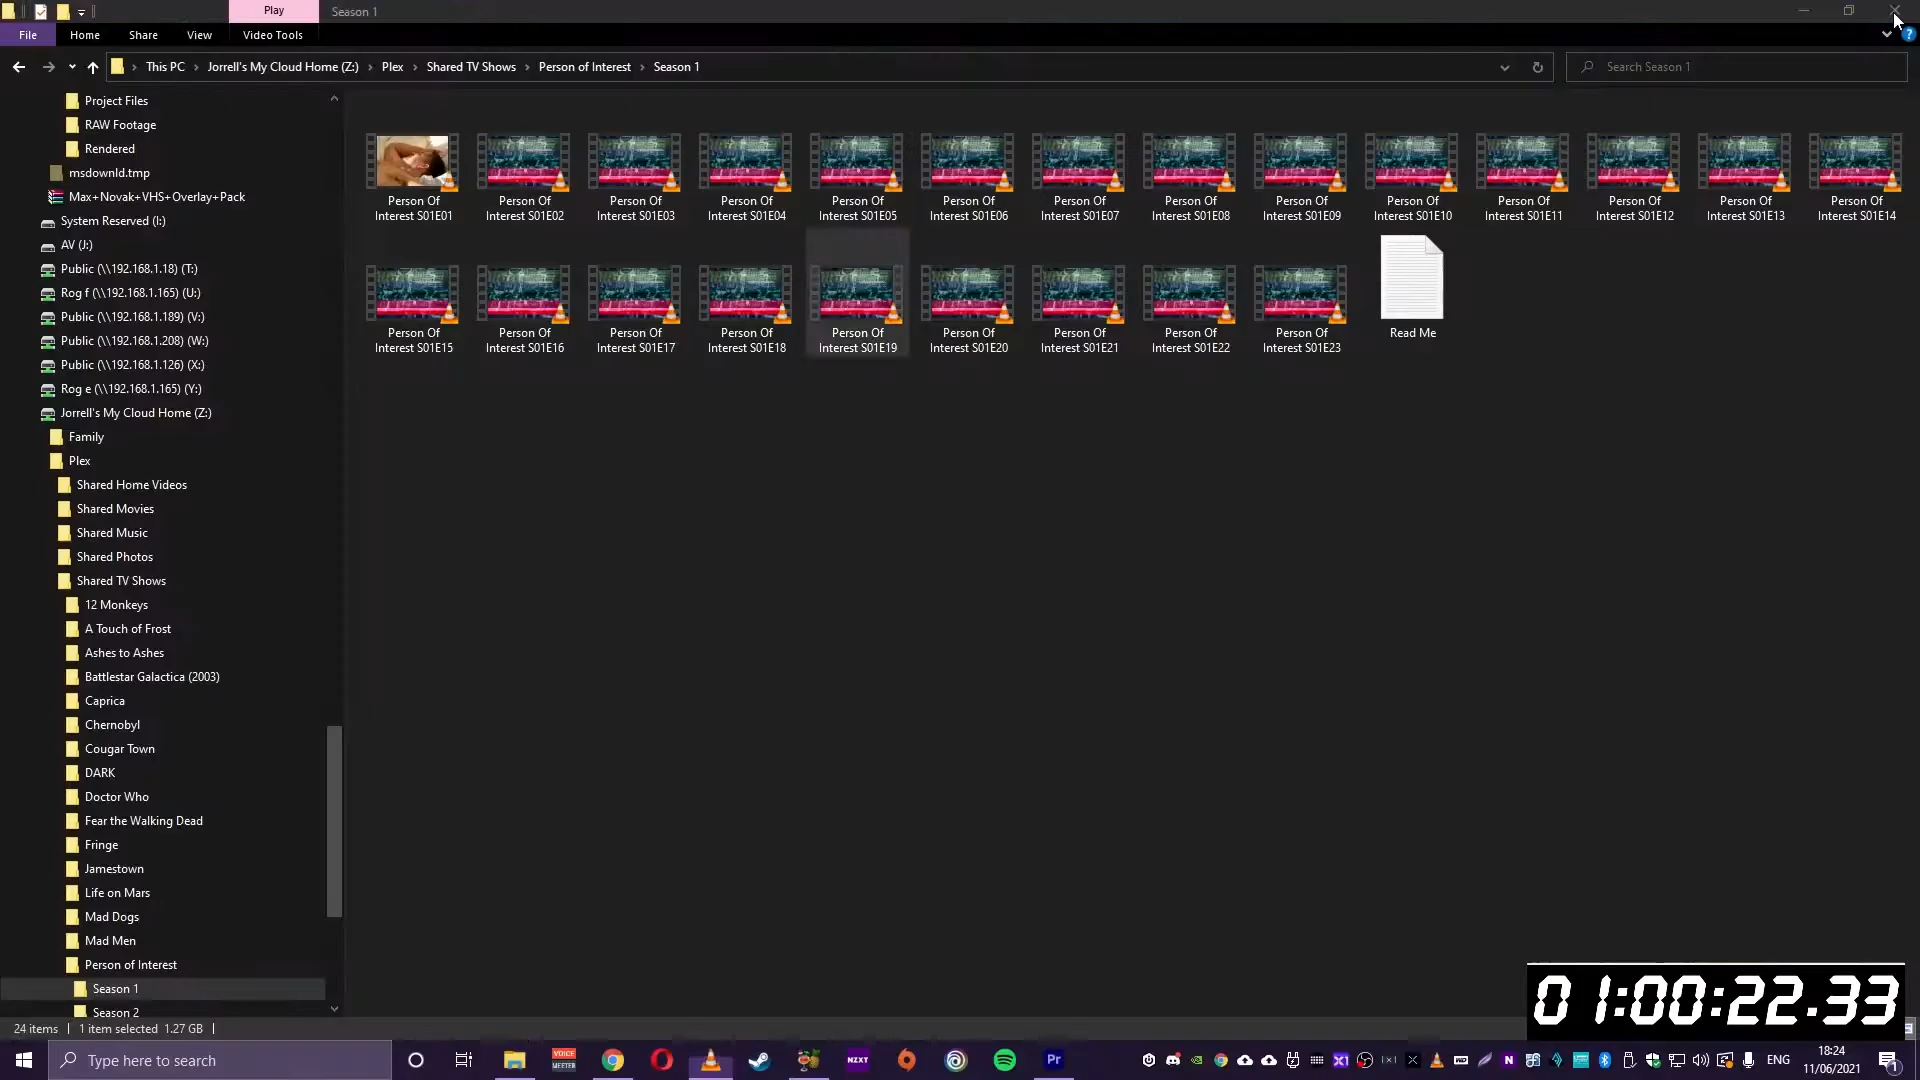 Play
Season 1
File
Home
Share
View
Video Tools
This PC › Jorrell's My Cloud Home (Z:) › Plex › Shared TV Shows › Person of Interest › Season 1
Search Season 1
Project Files
RAW Footage
Rendered
msdownld.tmp
Max+Novak+VHS+Overlay+Pack
System Reserved (I:)
AV (J:)
Public (\\192.168.1.18) (T:)
Rog f (\\192.168.1.165) (U:)
Public (\\192.168.1.189) (V:)
Public (\\192.168.1.208) (W:)
Public (\\192.168.1.126) (X:)
Rog e (\\192.168.1.165) (Y:)
Jorrell's My Cloud Home (Z:)
Family
Plex
Shared Home Videos
Shared Movies
Shared Music
Shared Photos
Shared TV Shows
12 Monkeys
A Touch of Frost
Ashes to Ashes
Battlestar Galactica (2003)
Caprica
Chernobyl
Cougar Town
DARK
Doctor Who
Fear the Walking Dead
Fringe
Jamestown
Life on Mars
Mad Dogs
Mad Men
Person of Interest
Season 1
Season 2
Person Of
Interest S01E01
Person Of
Interest S01E02
Person Of
Interest S01E03
Person Of
Interest S01E04
Person Of
Interest S01E05
Person Of
Interest S01E06
Person Of
Interest S01E07
Person Of
Interest S01E08
Person Of
Interest S01E09
Person Of
Interest S01E10
Person Of
Interest S01E11
Person Of
Interest S01E12
Person Of
Interest S01E13
Person Of
Interest S01E14
Person Of
Interest S01E15
Person Of
Interest S01E16
Person Of
Interest S01E17
Person Of
Interest S01E18
Person Of
Interest S01E19
Person Of
Interest S01E20
Person Of
Interest S01E21
Person Of
Interest S01E22
Person Of
Interest S01E23
Read Me
01:00:22.33
24 items
1 item selected 1.27 GB
Type here to search
VOICE
MEETER
NZXT
Pr
ENG
18:24
11/06/2021